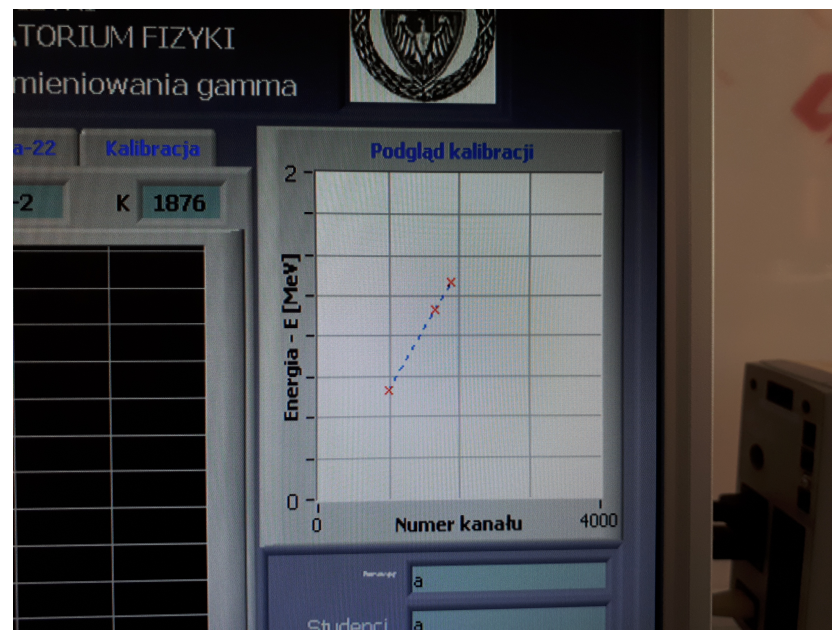 ATORIUM FIZYKI
mieniowania gamma
a-22
Kalibracja
-2
K 1876
Podgląd kalibracji
2
Energia - E [MeV]
0
0
Numer kanału
4000
a
Studenci
a